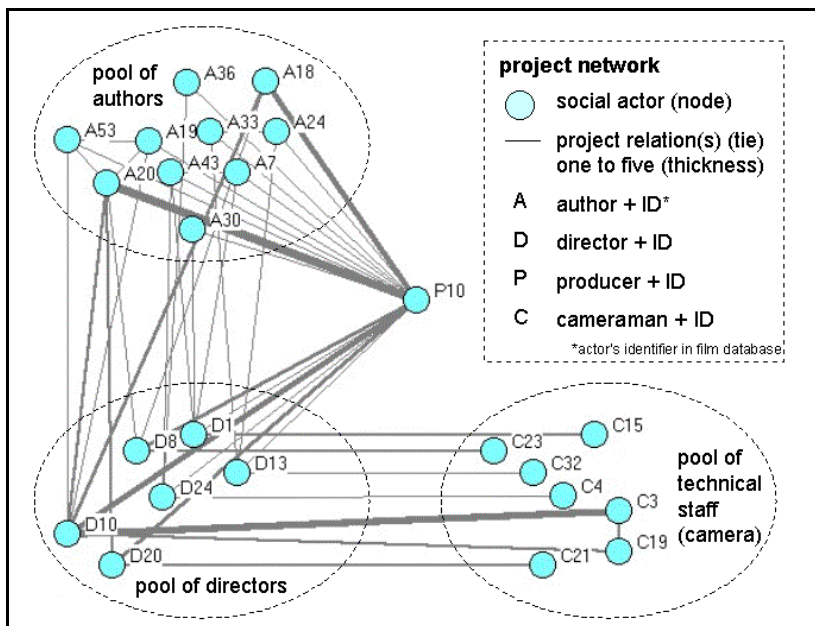 pool of
authors
A36
A18
A53
A19
A33
A24
A20
A43
A7
A30
P10
project network
social actor (node)
project relation(s) (tie)
one to five (thickness)
A author + ID*
D director + ID
P producer + ID
C cameraman + ID
*actor's identifier in film database
D8
D1
D13
D24
D10
D20
pool of directors
C23
C15
C32
C4
C3
C21
C19
pool of
technical
staff
(camera)